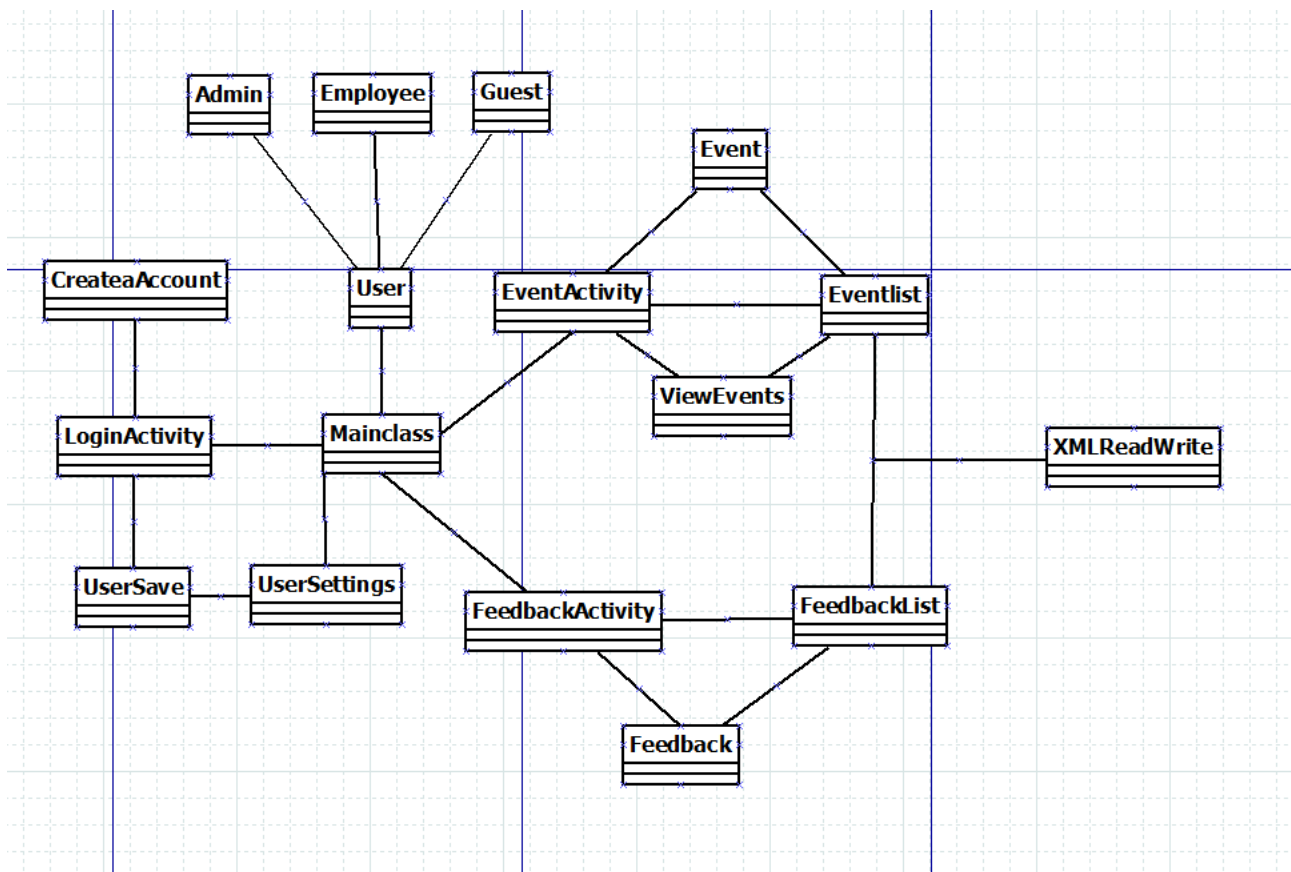 Admin
Employee
Guest
Event
CreateaAccount
User
EventActivity
Eventlist
ViewEvents
LoginActivity
Mainclass
XMLReadWrite
UserSave
UserSettings
FeedbackActivity
FeedbackList
Feedback